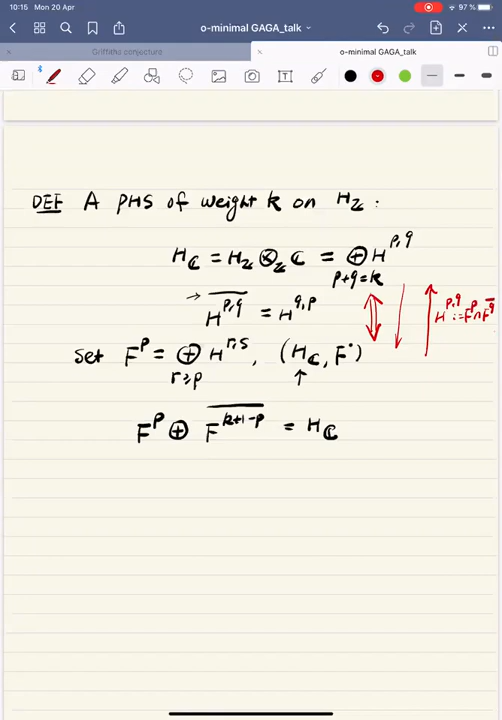 10:15 Mon 20 Apr
97 %
o-minimal GAGA_talk
Griffiths conjecture
o-minimal GAGA_talk
DEF A PHS of weight k on H_ℤ :
H_ℂ = H_ℤ ⊗_ℤ ℂ = ⊕_{p+q=k} H^{p,q}
→ \overline{H^{p,q}} = H^{q,p}
H^{p,q} := F^p ∩ \overline{F^q}
Set F^p = ⊕_{r≥p} H^{r,s}, (H_ℂ, F^•)
F^p ⊕ \overline{F^{k+1-p}} = H_ℂ